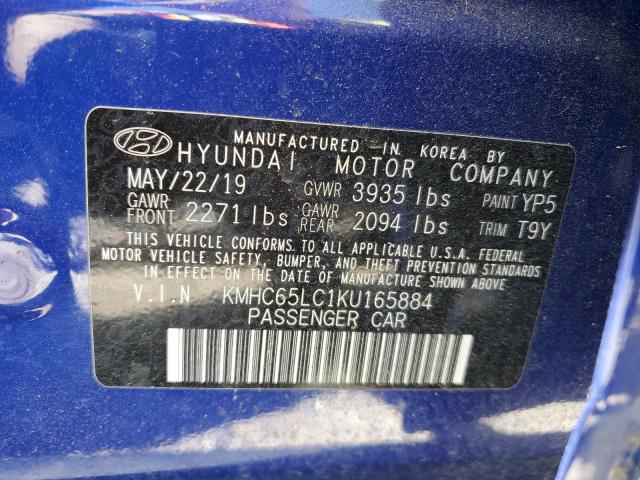 MANUFACTURED IN KOREA BY
HYUNDAI MOTOR COMPANY
MAY/22/19 GVWR 3935 lbs PAINT YP5
GAWR FRONT 2271 lbs GAWR REAR 2094 lbs TRIM T9Y
THIS VEHICLE CONFORMS TO ALL APPLICABLE U.S.A. FEDERAL
MOTOR VEHICLE SAFETY, BUMPER, AND THEFT PREVENTION STANDARDS
IN EFFECT ON THE DATE OF MANUFACTURE SHOWN ABOVE
V.I.N KMHC65LC1KU165884
PASSENGER CAR